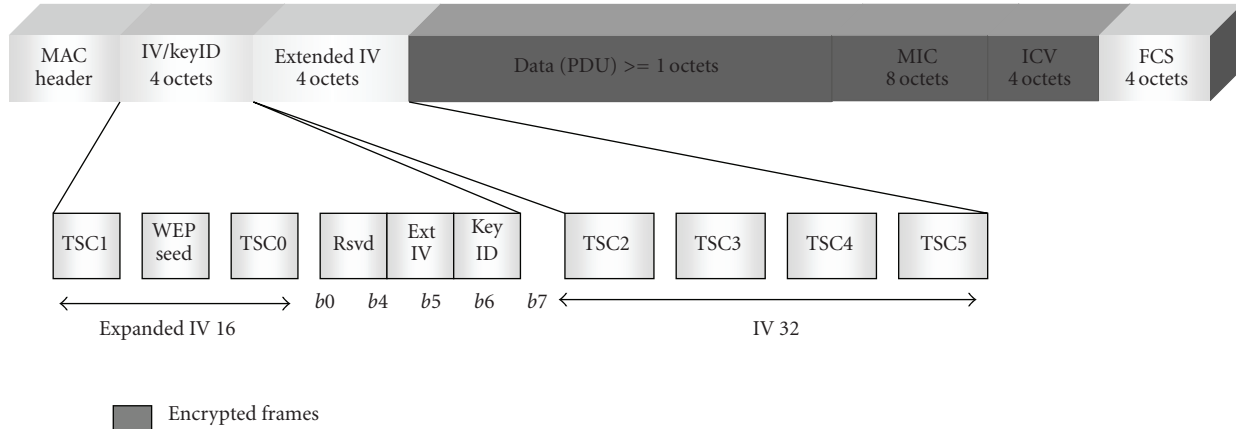 MAC header
IV/keyID 4 octets
Extended IV 4 octets
Data (PDU) >= 1 octets
MIC 8 octets
ICV 4 octets
FCS 4 octets
TSC1
WEP seed
TSC0
Rsvd
Ext IV
Key ID
TSC2
TSC3
TSC4
TSC5
b0 b4 b5 b6 b7
Expanded IV 16
IV 32
Encrypted frames